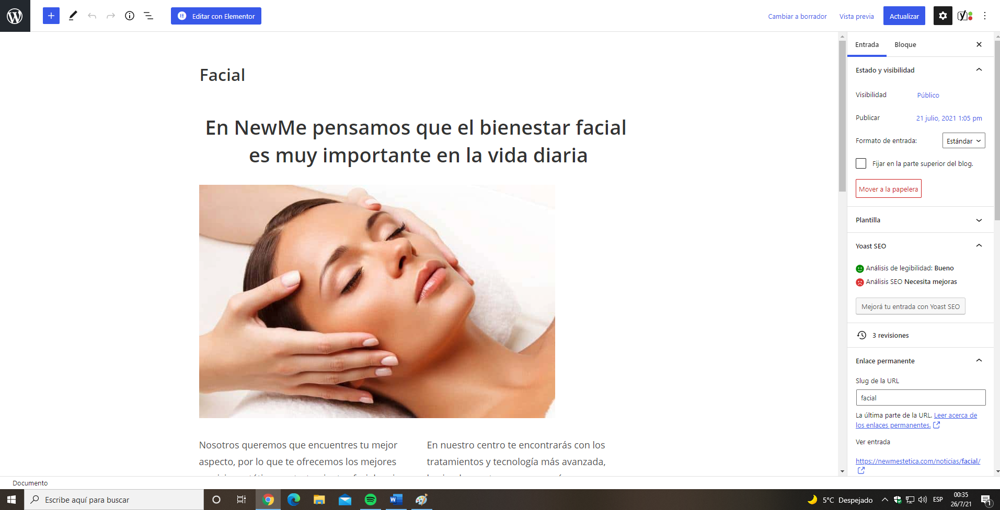 Editar con Elementor
Cambiar a borrador
Vista previa
Actualizar
Facial
En NewMe pensamos que el bienestar facial
es muy importante en la vida diaria
Nosotros queremos que encuentres tu mejor
aspecto, por lo que te ofrecemos los mejores
En nuestro centro te encontrarás con los
tratamientos y tecnología más avanzada,
Entrada
Bloque
Estado y visibilidad
Visibilidad
Público
Publicar
21 julio, 2021 1:05 pm
Formato de entrada:
Estándar
Fijar en la parte superior del blog.
Mover a la papelera
Plantilla
Yoast SEO
Análisis de legibilidad: Bueno
Análisis SEO Necesita mejoras
Mejorá tu entrada con Yoast SEO
3 revisiones
Enlace permanente
Slug de la URL
facial
La última parte de la URL. Leer acerca de
los enlaces permanentes.
Ver entrada
https://newmestetica.com/noticias/facial/
Documento
Escribe aquí para buscar
5°C Despejado
ESP
00:35
26/7/21
1